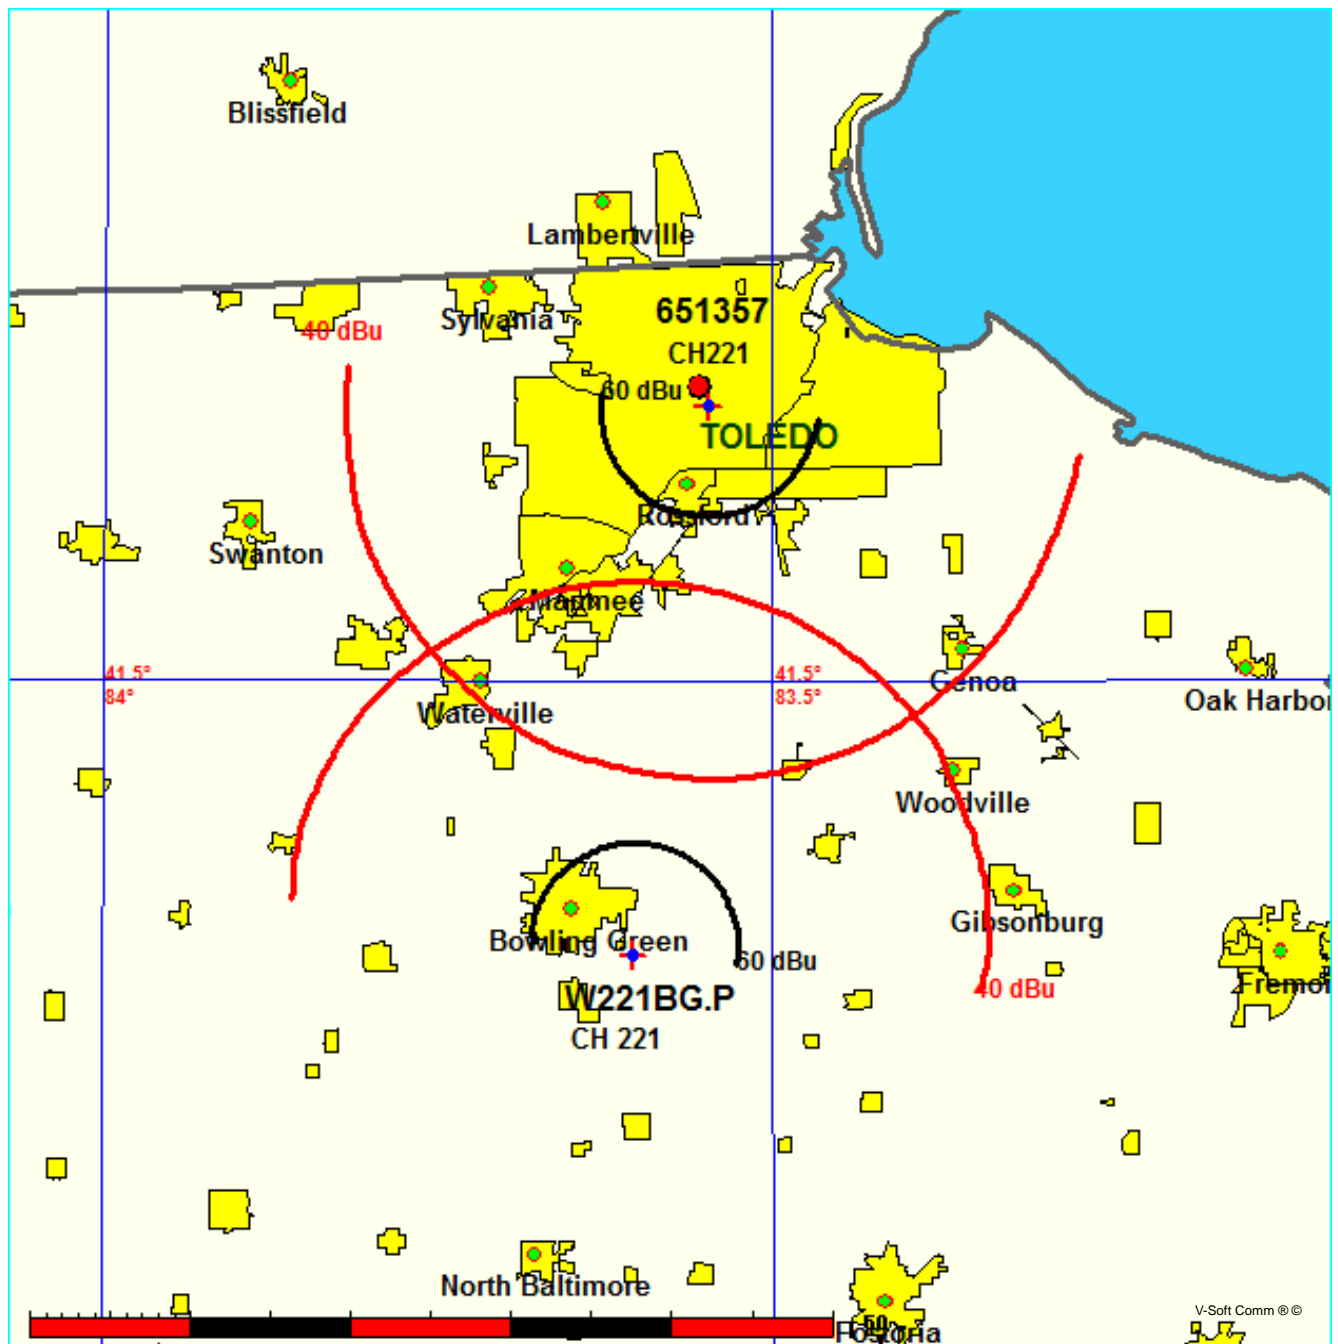 Blissfield
Lambertville
651357
Sylvania
40 dBu
CH221
60 dBu
TOLEDO
Rossford
Swanton
Maumee
41.5°
84°
41.5°
83.5°
Genoa
Oak Harbor
Waterville
Woodville
Gibsonburg
Bowling Green
60 dBu
Fremon
40 dBu
W221BG.P
CH 221
North Baltimore
V-Soft Comm ® ©
50
Fostoria